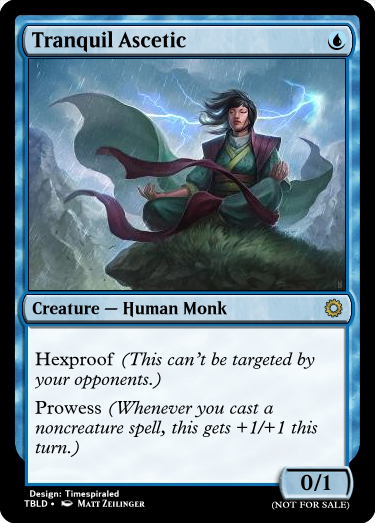 Tranquil Ascetic
Creature — Human Monk
Hexproof (This can't be targeted by
your opponents.)
Prowess (Whenever you cast a
noncreature spell, this gets +1/+1 this
turn.)
0/1
Design: Timespiraled
TBLD • Matt Zeilinger
(NOT FOR SALE)